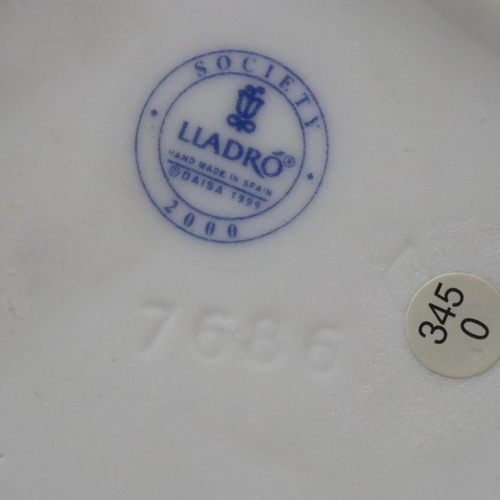 SOCIETY
LLADRÓ®
HAND MADE IN SPAIN
©DAISA 1999
2000
7686
345
0